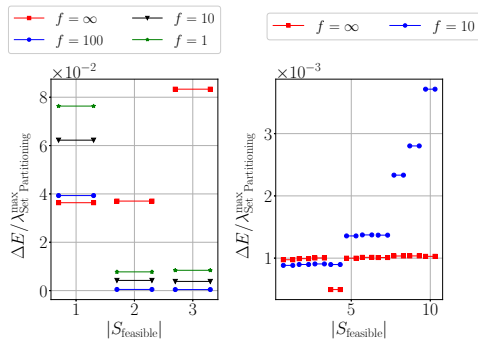 f = ∞
f = 10
f = 100
f = 1
×10⁻²
8
6
4
2
0
1
2
3
ΔE/λ^max_Set Partitioning
|S_feasible|
f = ∞
f = 10
×10⁻³
3
2
1
5
10
ΔE/λ^max_Set Partitioning
|S_feasible|